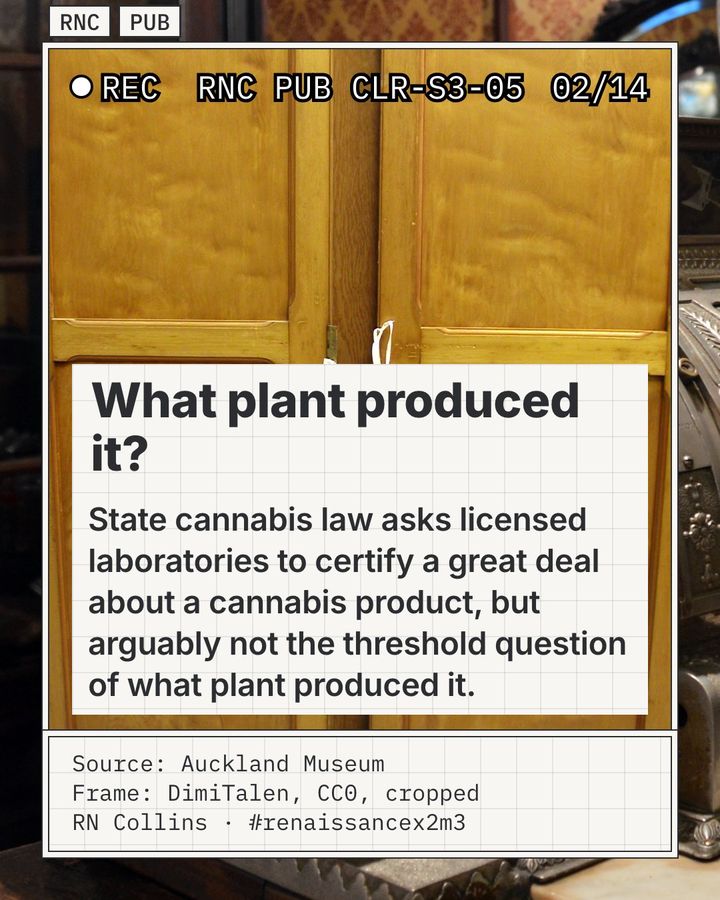 RNC PUB
REC RNC PUB CLR-S3-05 02/14
What plant produced
it?
State cannabis law asks licensed
laboratories to certify a great deal
about a cannabis product, but
arguably not the threshold question
of what plant produced it.
Source: Auckland Museum
Frame: DimiTalen, CC0, cropped
RN Collins · #renaissancex2m3